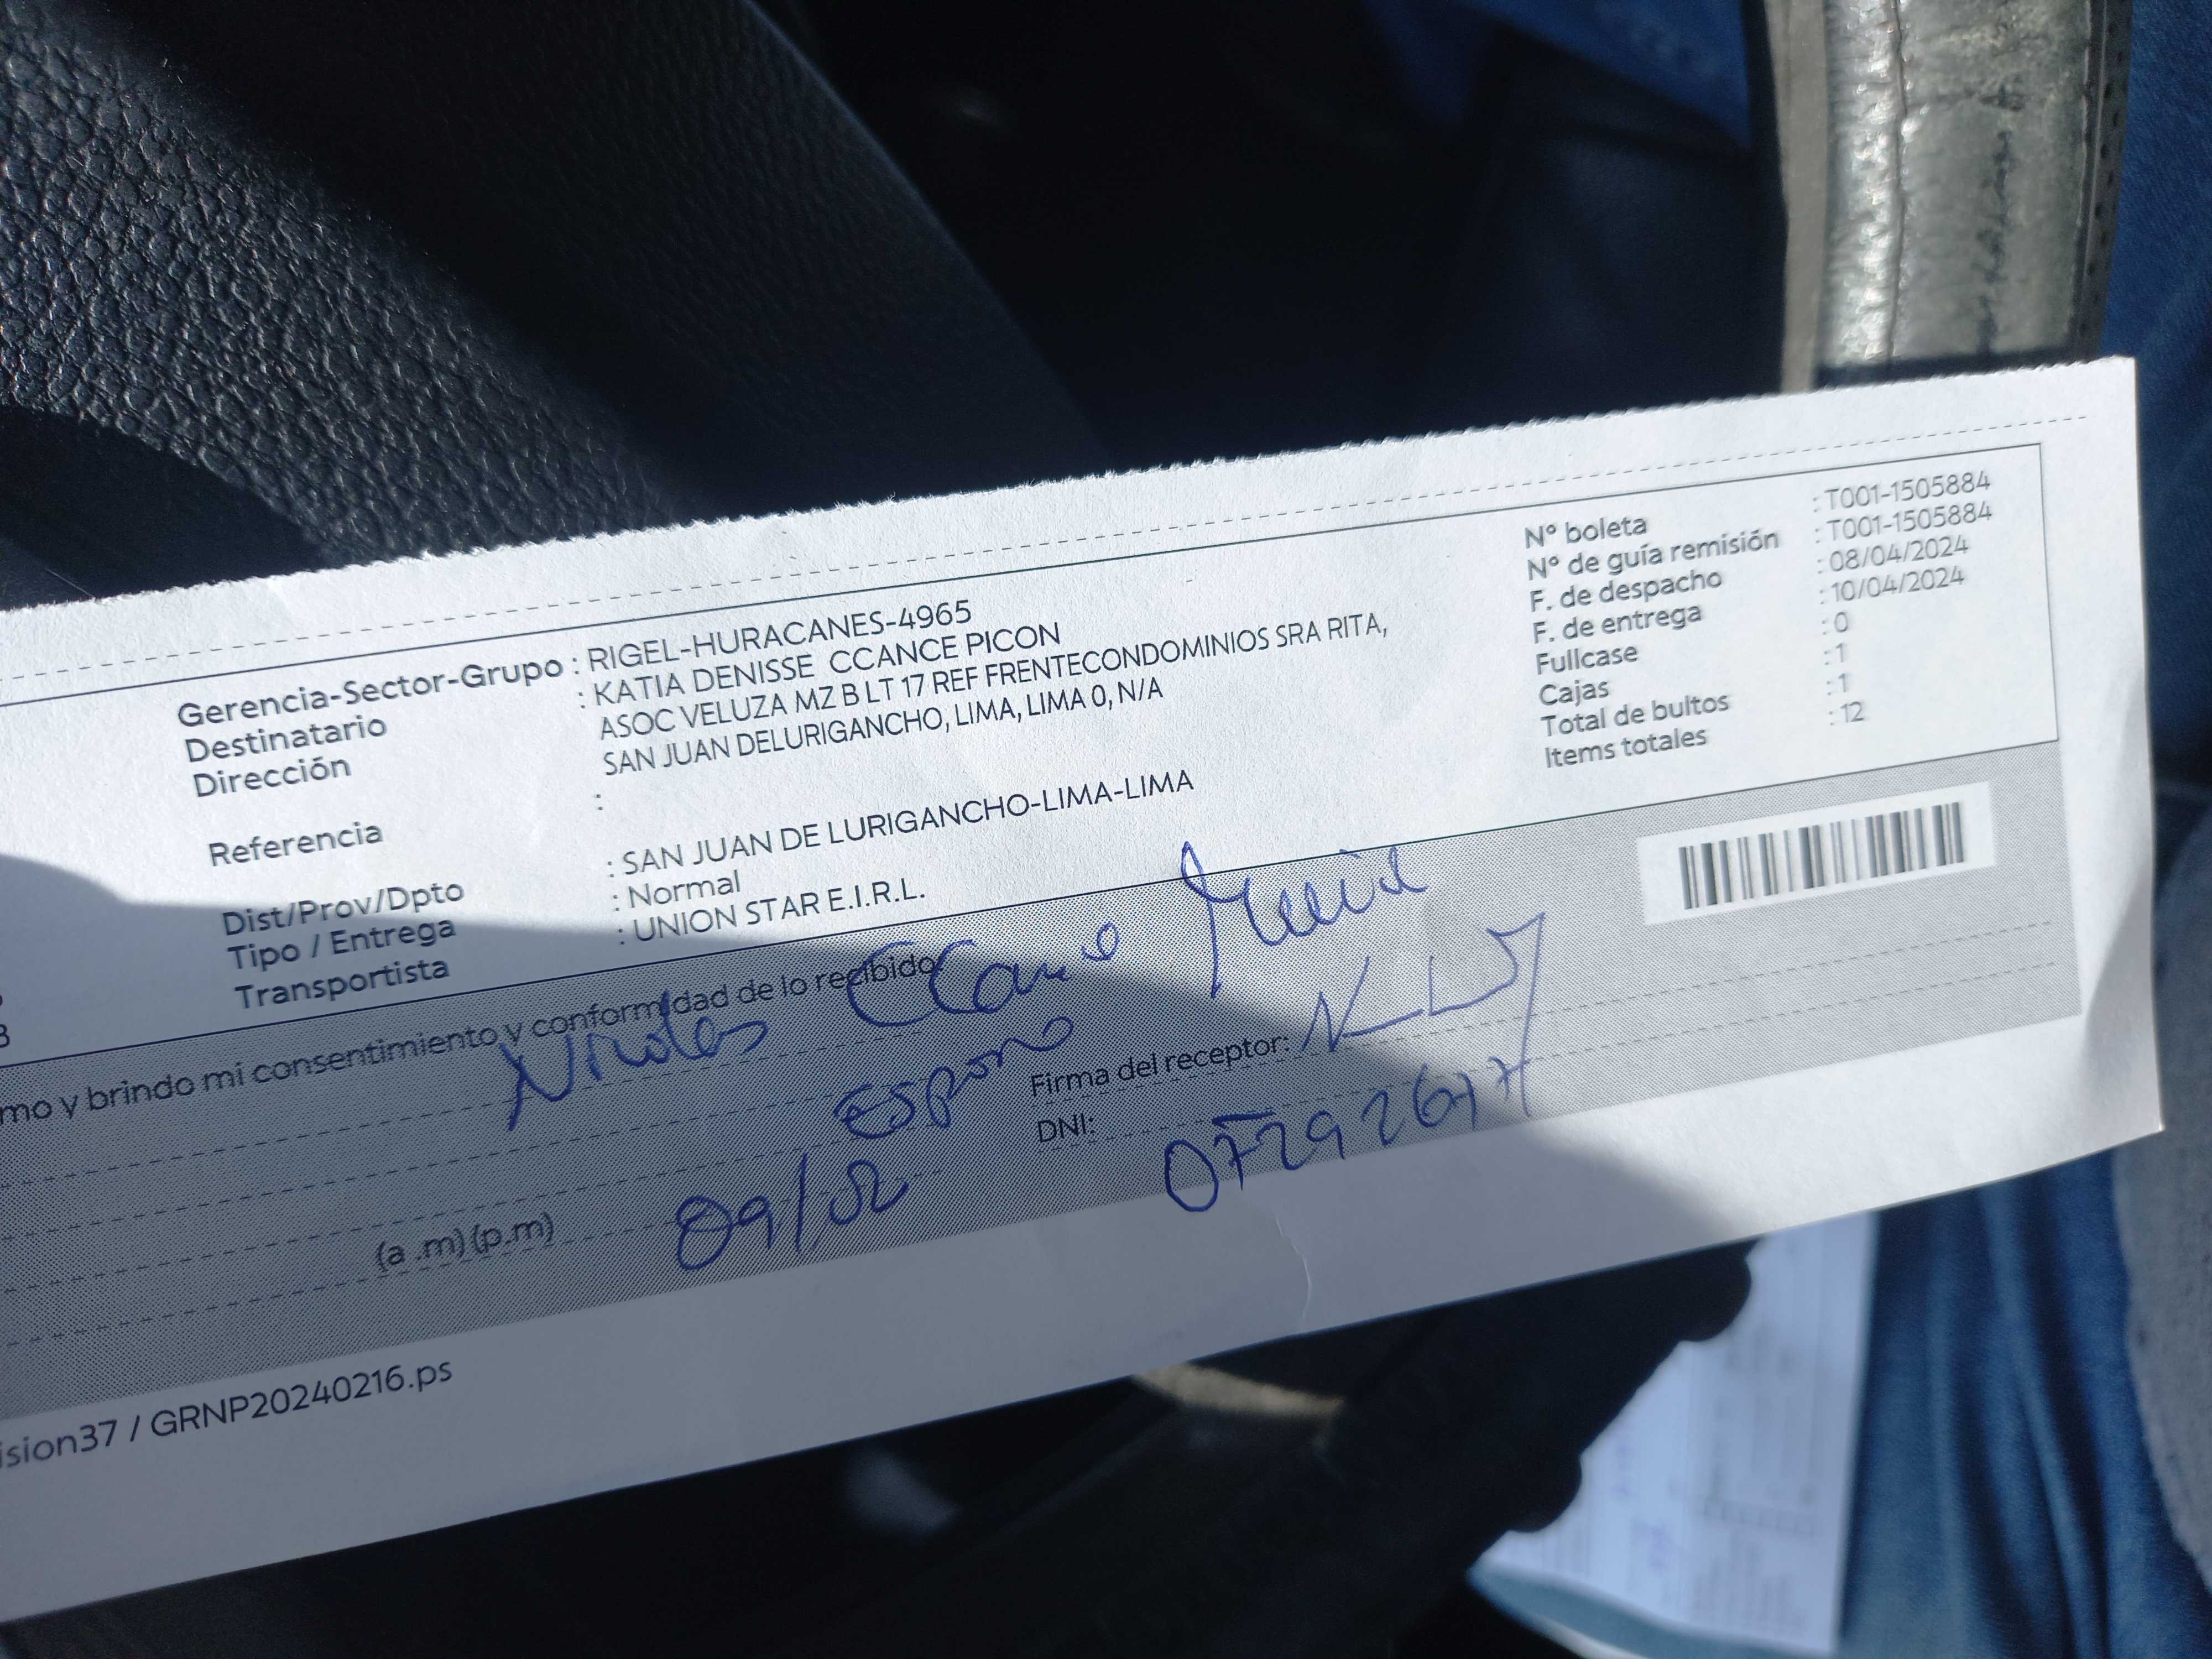 Gerencia-Sector-Grupo : RIGEL-HURACANES-4965
Destinatario : KATIA DENISSE CCANCE PICON
Dirección ASOC VELUZA MZ B LT 17 REF FRENTECONDOMINIOS SRA RITA,
SAN JUAN DELURIGANCHO, LIMA, LIMA 0, N/A
Referencia :
Dist/Prov/Dpto : SAN JUAN DE LURIGANCHO-LIMA-LIMA
Tipo / Entrega : Normal
Transportista : UNION STAR E.I.R.L.
N° boleta : T001-1505884
N° de guía remisión : T001-1505884
F. de despacho : 08/04/2024
F. de entrega : 10/04/2024
Fullcase : 0
Cajas : 1
Total de bultos : 1
Items totales : 12
mo y brindo mi consentimiento y conformidad de lo recibido
Nicolas
Esposo
Firma del receptor:
DNI: 07292677
(a .m) (p.m) 09/52
ision37 / GRNP20240216.ps